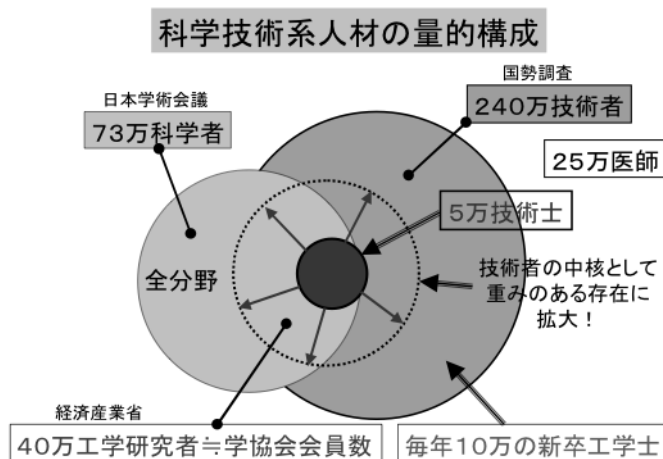 科学技術系人材の量的構成
国勢調査
240万技術者
日本学術会議
73万科学者
25万医師
5万技術士
全分野
技術者の中核として
重みのある存在に
拡大！
経済産業省
40万工学研究者≒学協会会員数
毎年10万の新卒工学士